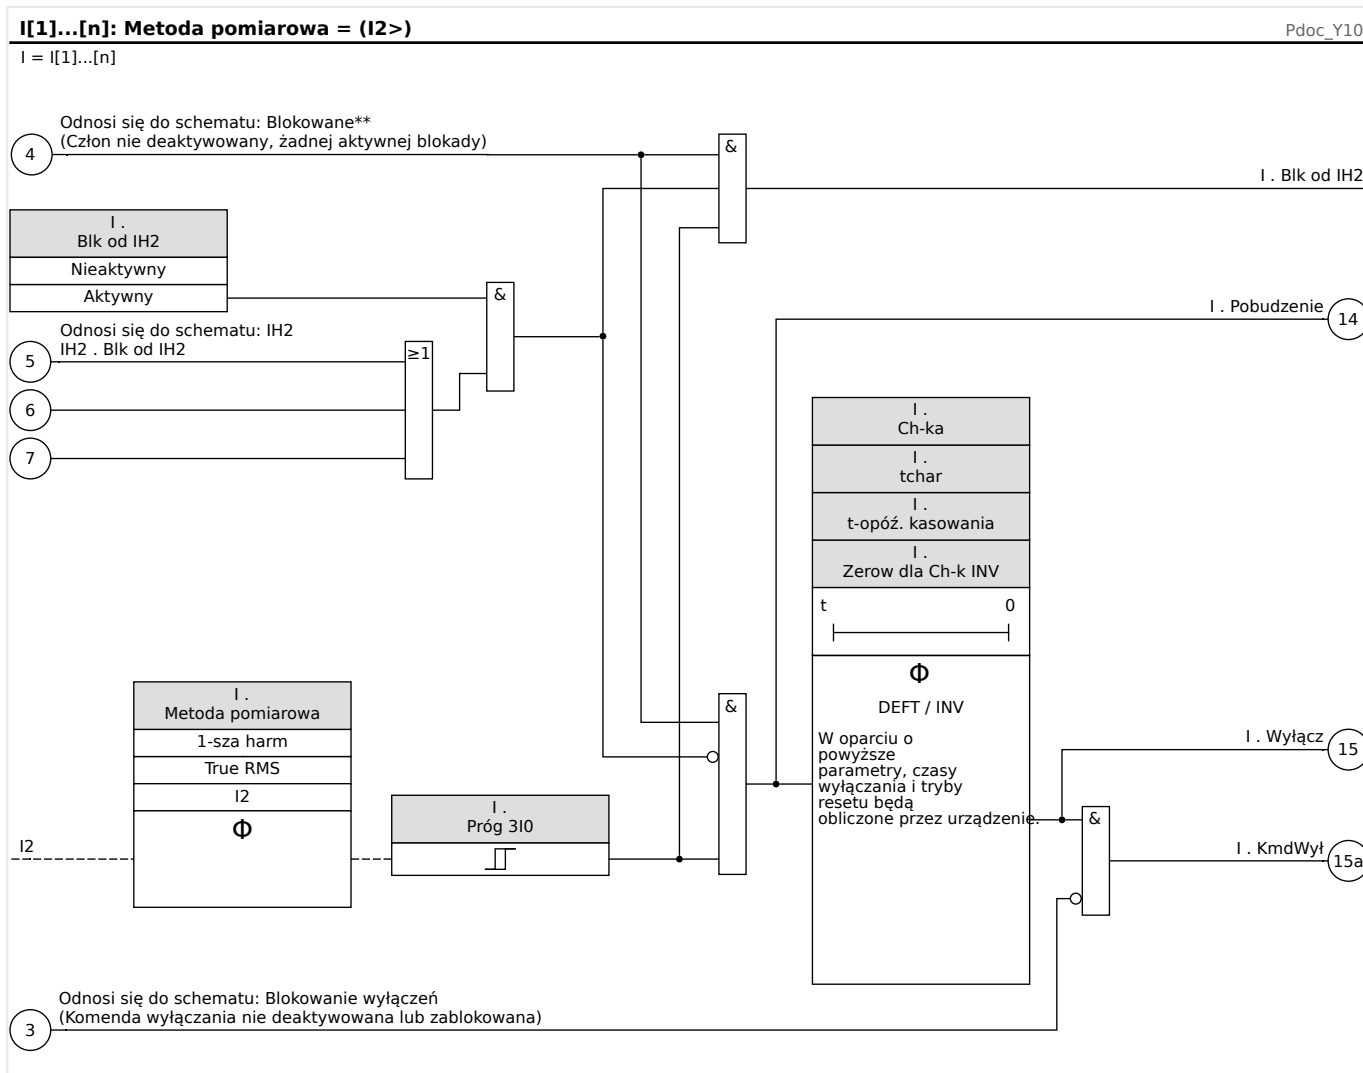 I[1]...[n]: Metoda pomiarowa = (I2>)
Pdoc_Y10
I = I[1]...[n]
Odnosi się do schematu: Blokowane**
(Człon nie deaktywowany, żadnej aktywnej blokady)
4
&
I . Blk od IH2
I .
Blk od IH2
Nieaktywny
Aktywny
&
I . Pobudzenie
14
Odnosi się do schematu: IH2
IH2 . Blk od IH2
5
≥1
6
7
I .
Ch-ka
I .
tchar
I .
t-opóź. kasowania
I .
Zerow dla Ch-k INV
t 0
Φ
DEFT / INV
W oparciu o
powyższe
parametry, czasy
wyłączania i tryby
resetu będą
obliczone przez urządzenie.
I .
Metoda pomiarowa
1-sza harm
True RMS
I2
Φ
&
I . Wyłącz
15
I .
Próg 3I0
I2
&
I . KmdWył
15a
Odnosi się do schematu: Blokowanie wyłączeń
(Komenda wyłączania nie deaktywowana lub zablokowana)
3